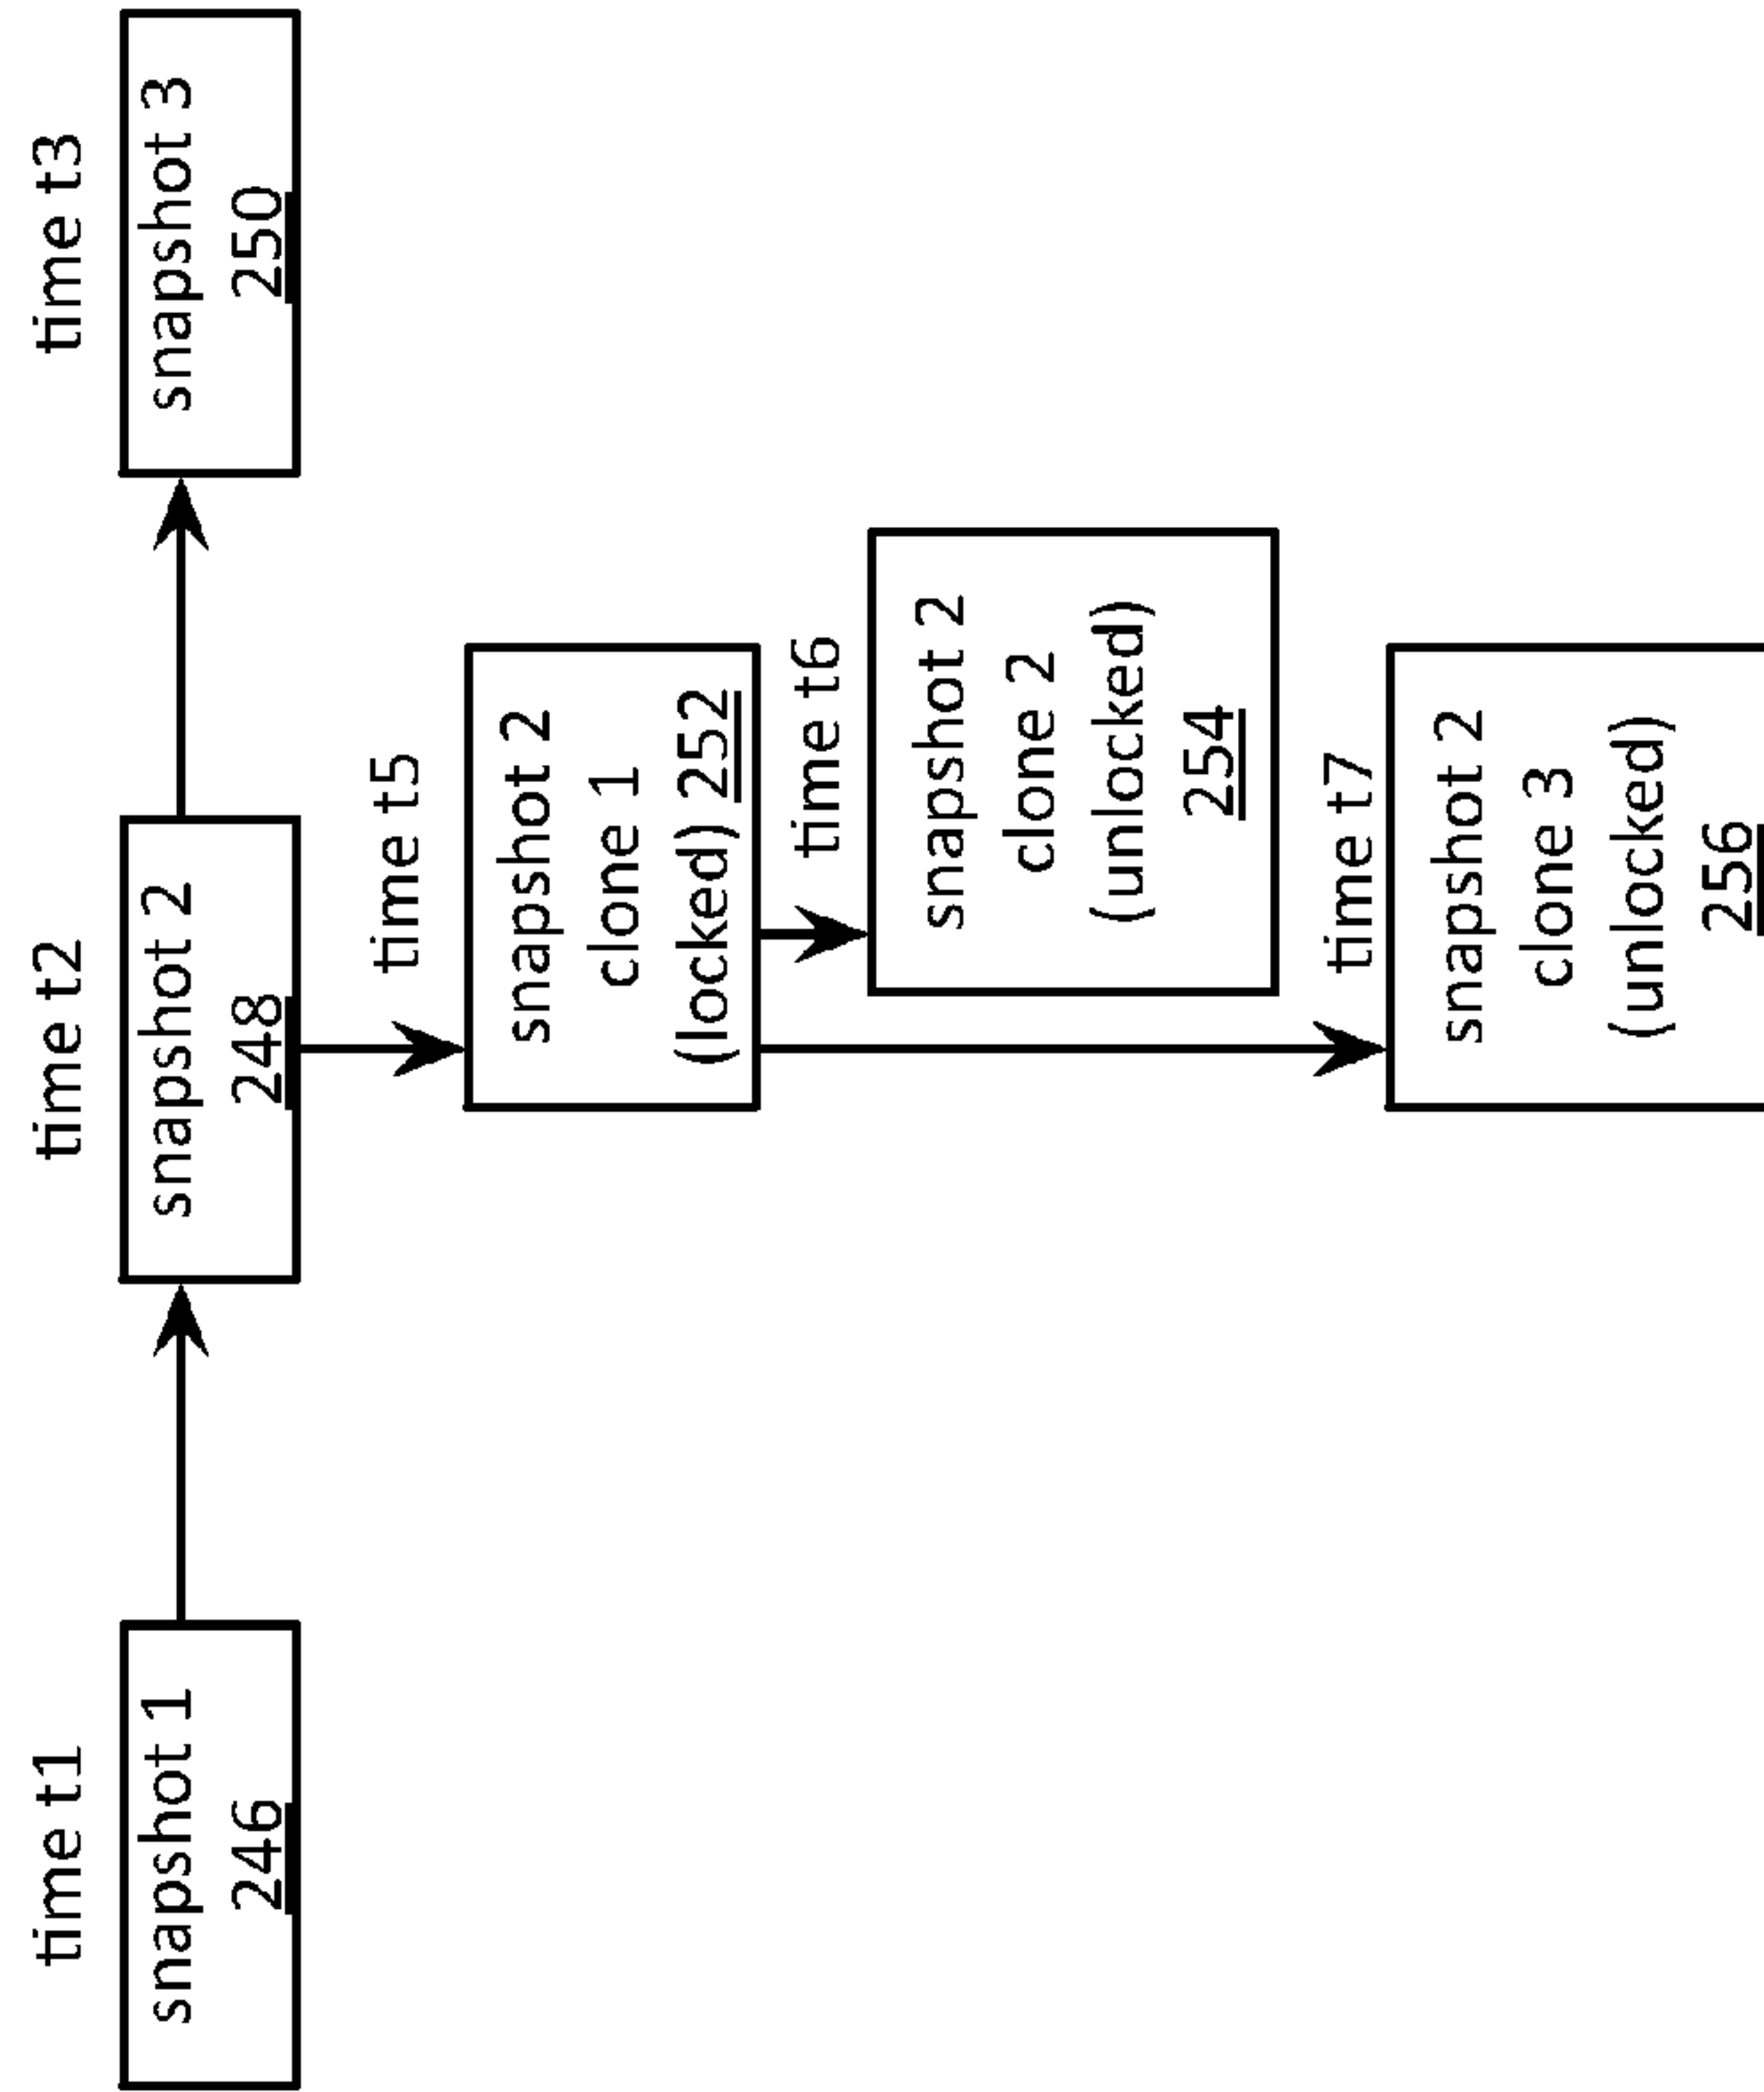 time t1
snapshot 1
246
time t2
snapshot 2
248
time t3
snapshot 3
250
time t5
snapshot 2
clone 1
(locked) 252
time t6
snapshot 2
clone 2
(unlocked)
254
time t7
snapshot 2
clone 3
(unlocked)
256